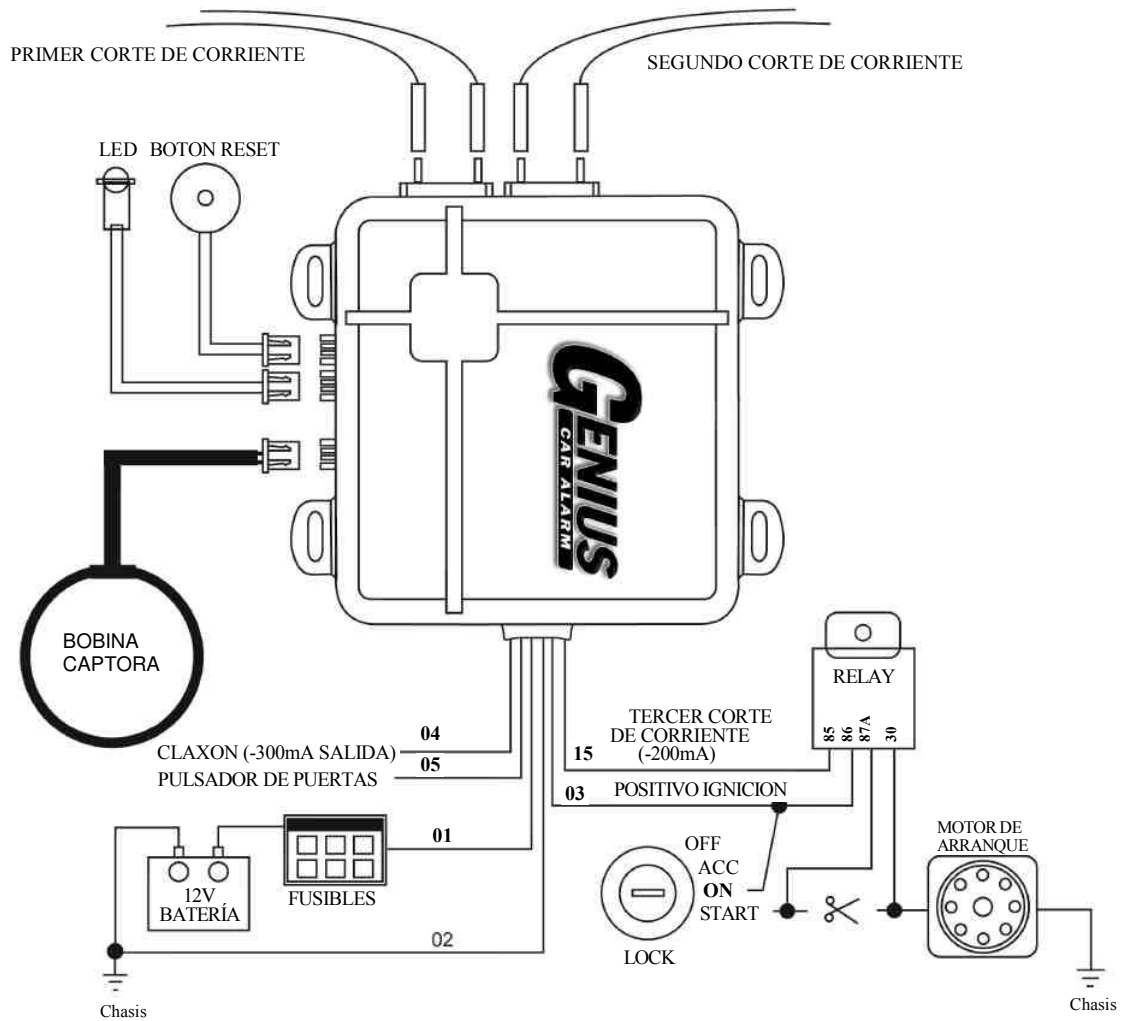 PRIMER CORTE DE CORRIENTE
SEGUNDO CORTE DE CORRIENTE
LED
BOTON RESET
GENIUS
CAR ALARM
BOBINA
CAPTORA
RELAY
85
86
87A
30
04
CLAXON (-300mA SALIDA)
05
PULSADOR DE PUERTAS
TERCER CORTE
DE CORRIENTE
(-200mA)
15
03
POSITIVO IGNICION
01
12V
BATERÍA
FUSIBLES
OFF
ACC
ON
START
LOCK
MOTOR DE
ARRANQUE
02
Chasis
Chasis